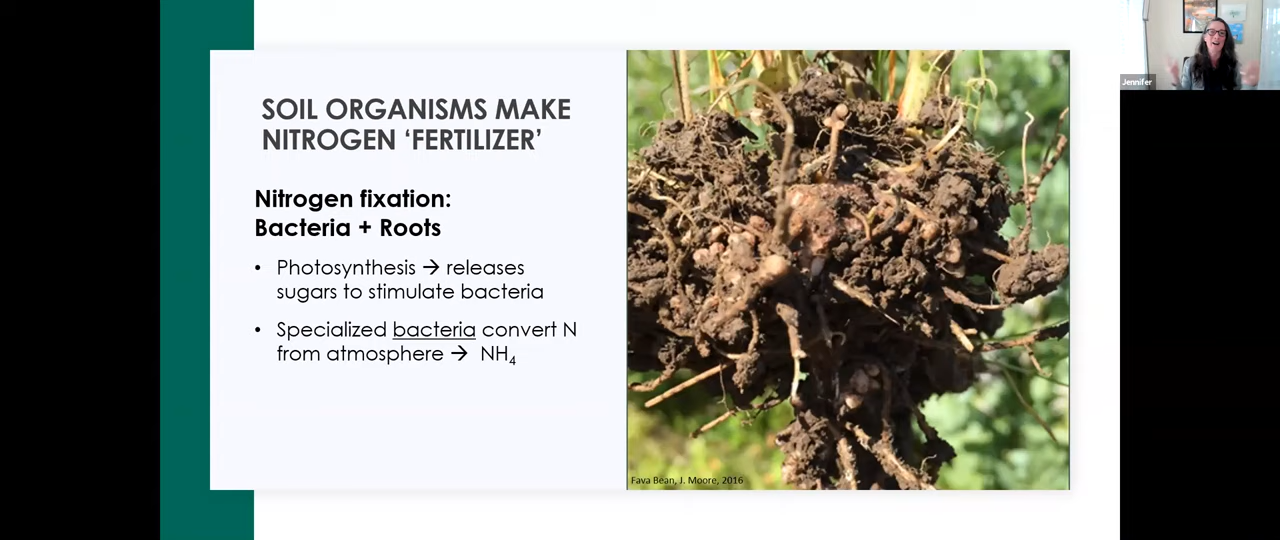 SOIL ORGANISMS MAKE
NITROGEN ‘FERTILIZER’
Nitrogen fixation:
Bacteria + Roots
• Photosynthesis → releases
sugars to stimulate bacteria
• Specialized bacteria convert N
from atmosphere → NH₄
Fava Bean, J. Moore, 2016
Jennifer